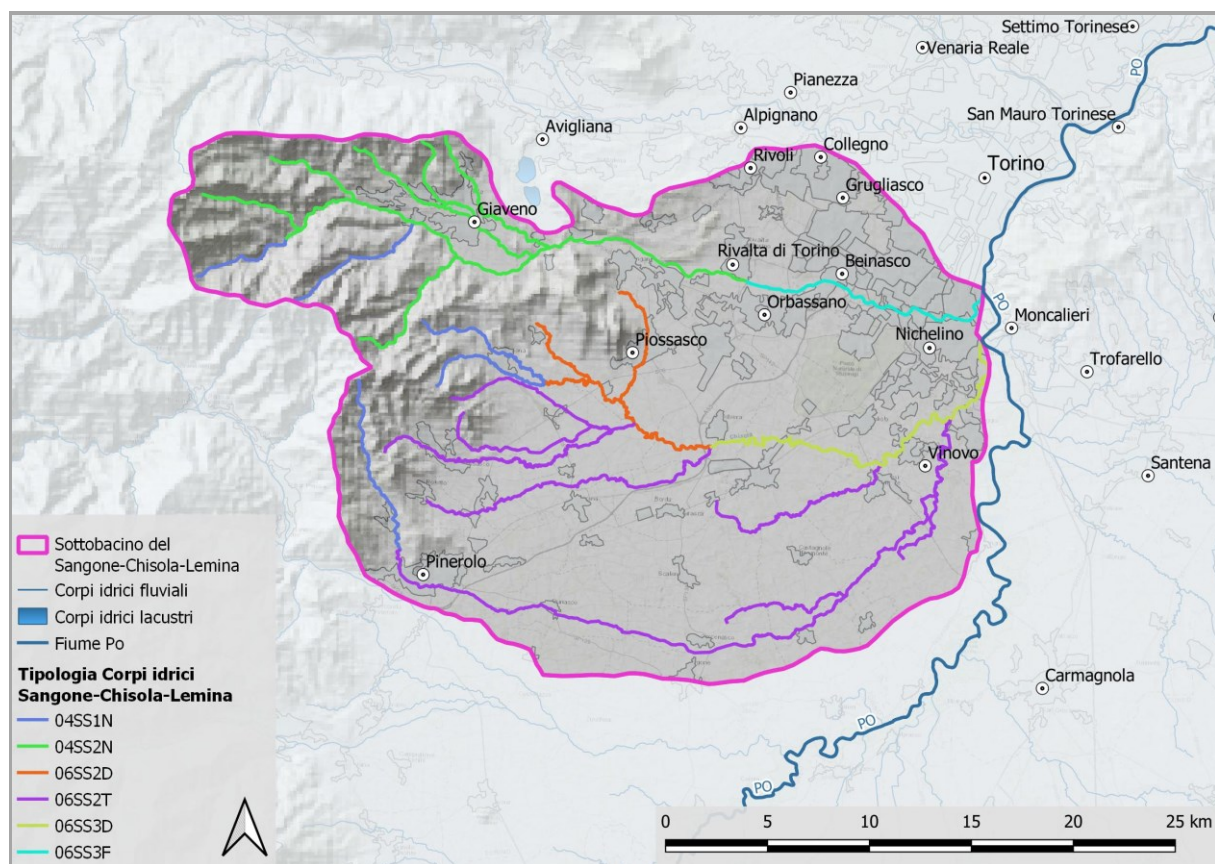 Settimo Torinese
Venaria Reale
PO
Pianezza
San Mauro Torinese
Alpignano
Avigliana
Collegno
Rivoli
Torino
Grugliasco
Giaveno
Rivalta di Torino
Beinasco
PO
Orbassano
Moncalieri
Nichelino
Piossasco
Trofarello
Vinovo
Santena
Pinerolo
Carmagnola
PO
PO
Sottobacino del
Sangone-Chisola-Lemina
Corpi idrici fluviali
Corpi idrici lacustri
Fiume Po
Tipologia Corpi idrici
Sangone-Chisola-Lemina
04SS1N
04SS2N
06SS2D
06SS2T
06SS3D
06SS3F
0 5 10 15 20 25 km